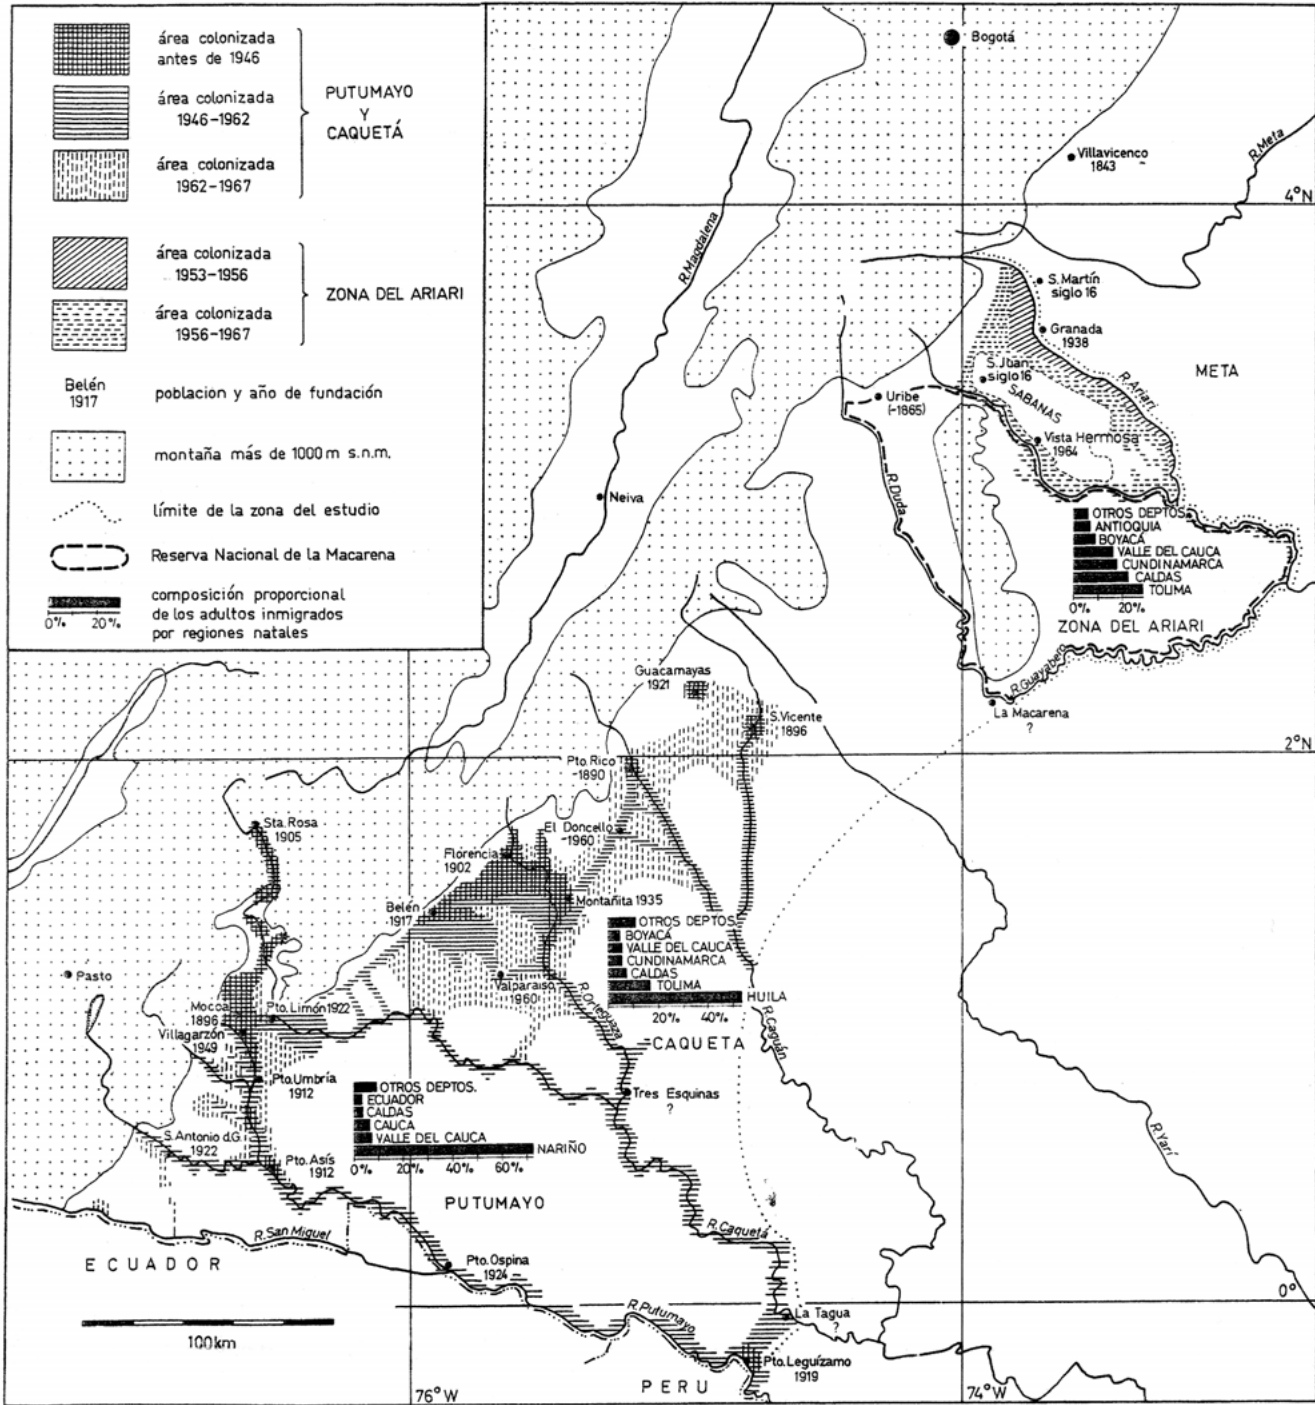 área colonizada
antes de 1946
área colonizada
1946-1962
área colonizada
1962-1967
PUTUMAYO
Y
CAQUETÁ
área colonizada
1953-1956
área colonizada
1956-1967
ZONA DEL ARIARI
Belén
1917
poblacion y año de fundación
montaña más de 1000 m s.n.m.
límite de la zona del estudio
Reserva Nacional de la Macarena
composición proporcional
de los adultos inmigrados
por regiones natales
0% 20%
Bogotá
Villavicenco
1843
R. Meta
4°N
R. Magdalena
S. Martín
siglo 16
Granada
1938
META
R. Ariari
S. Juan
siglo 16
SABANAS
Uribe
(~1865)
Vista Hermosa
1964
R. Duda
Neiva
OTROS DEPTOS.
ANTIOQUIA
BOYACÁ
VALLE DEL CAUCA
CUNDINAMARCA
CALDAS
TOLIMA
0% 20%
ZONA DEL ARIARI
R. Guayabero
La Macarena
?
Guacamayas
1921
S. Vicente
1896
2°N
Pto. Rico
~1890
Sta. Rosa
1905
El Doncello
~1960
Florencia
1902
Montañita 1935
Belén
1917
OTROS DEPTOS.
BOYACÁ
VALLE DEL CAUCA
CUNDINAMARCA
CALDAS
TOLIMA
HUILA
20% 40%
Pasto
Valparaiso
1960
R. Orteguaza
Mocoa
1896
Pto. Limón 1922
Villagarzón
1949
CAQUETA
R. Caguán
Pto. Umbría
1912
Tres Esquinas
?
OTROS DEPTOS.
ECUADOR
CALDAS
CAUCA
VALLE DEL CAUCA
NARIÑO
0% 20% 40% 60%
S. Antonio d.G.
1922
Pto. Asís
1912
R. Yarí
PUTUMAYO
R. Caquetá
R. San Miguel
ECUADOR
Pto. Ospina
1924
0°
R. Putumayo
La Tagua
?
100km
Pto. Leguízamo
1919
PERU
76°W
74°W